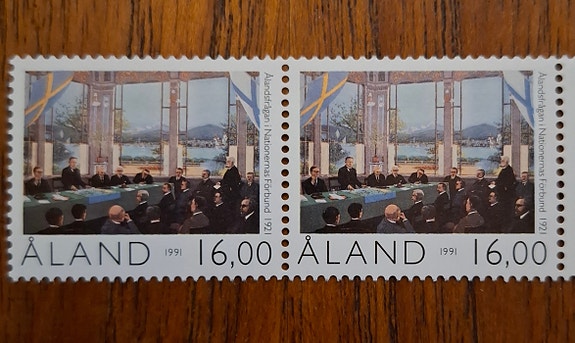 Ålandsfrågan i Nationernas Förbund 1921
ÅLAND 1991 16,00
Ålandsfrågan i Nationernas Förbund 1921
ÅLAND 1991 16,00